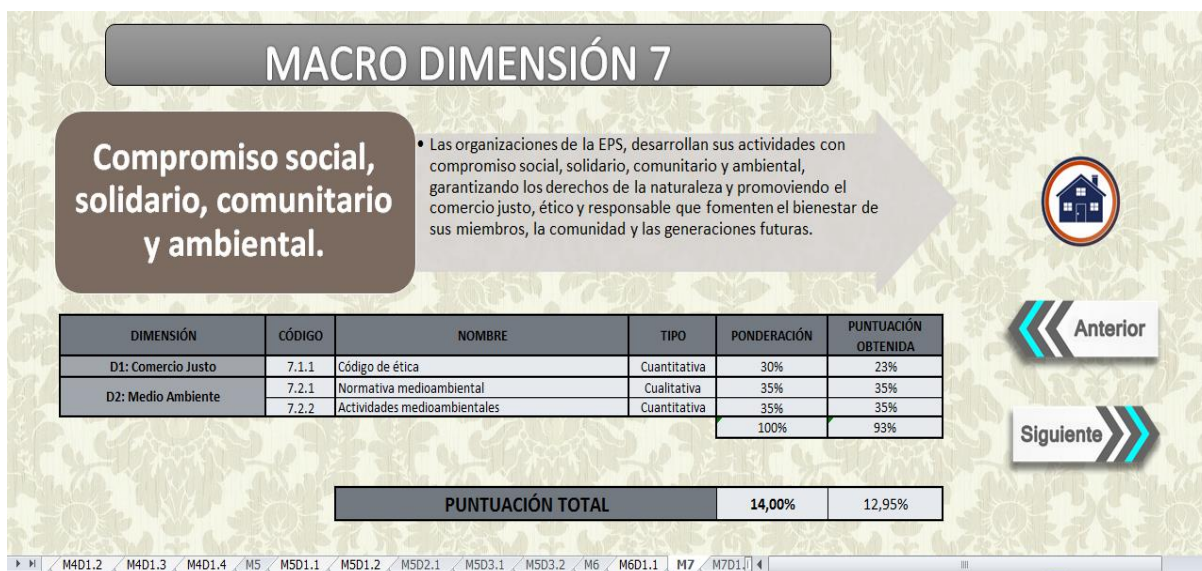 MACRO DIMENSIÓN 7
Compromiso social,
solidario, comunitario
y ambiental.
• Las organizaciones de la EPS, desarrollan sus actividades con
compromiso social, solidario, comunitario y ambiental,
garantizando los derechos de la naturaleza y promoviendo el
comercio justo, ético y responsable que fomenten el bienestar de
sus miembros, la comunidad y las generaciones futuras.
Anterior
Siguiente
DIMENSIÓN CÓDIGO NOMBRE TIPO PONDERACIÓN PUNTUACIÓN OBTENIDA
D1: Comercio Justo 7.1.1 Código de ética Cuantitativa 30% 23%
D2: Medio Ambiente 7.2.1 Normativa medioambiental Cualitativa 35% 35%
7.2.2 Actividades medioambientales Cuantitativa 35% 35%
100% 93%
PUNTUACIÓN TOTAL 14,00% 12,95%
M4D1.2 M4D1.3 M4D1.4 M5 M5D1.1 M5D1.2 M5D2.1 M5D3.1 M5D3.2 M6 M6D1.1 M7 M7D1.